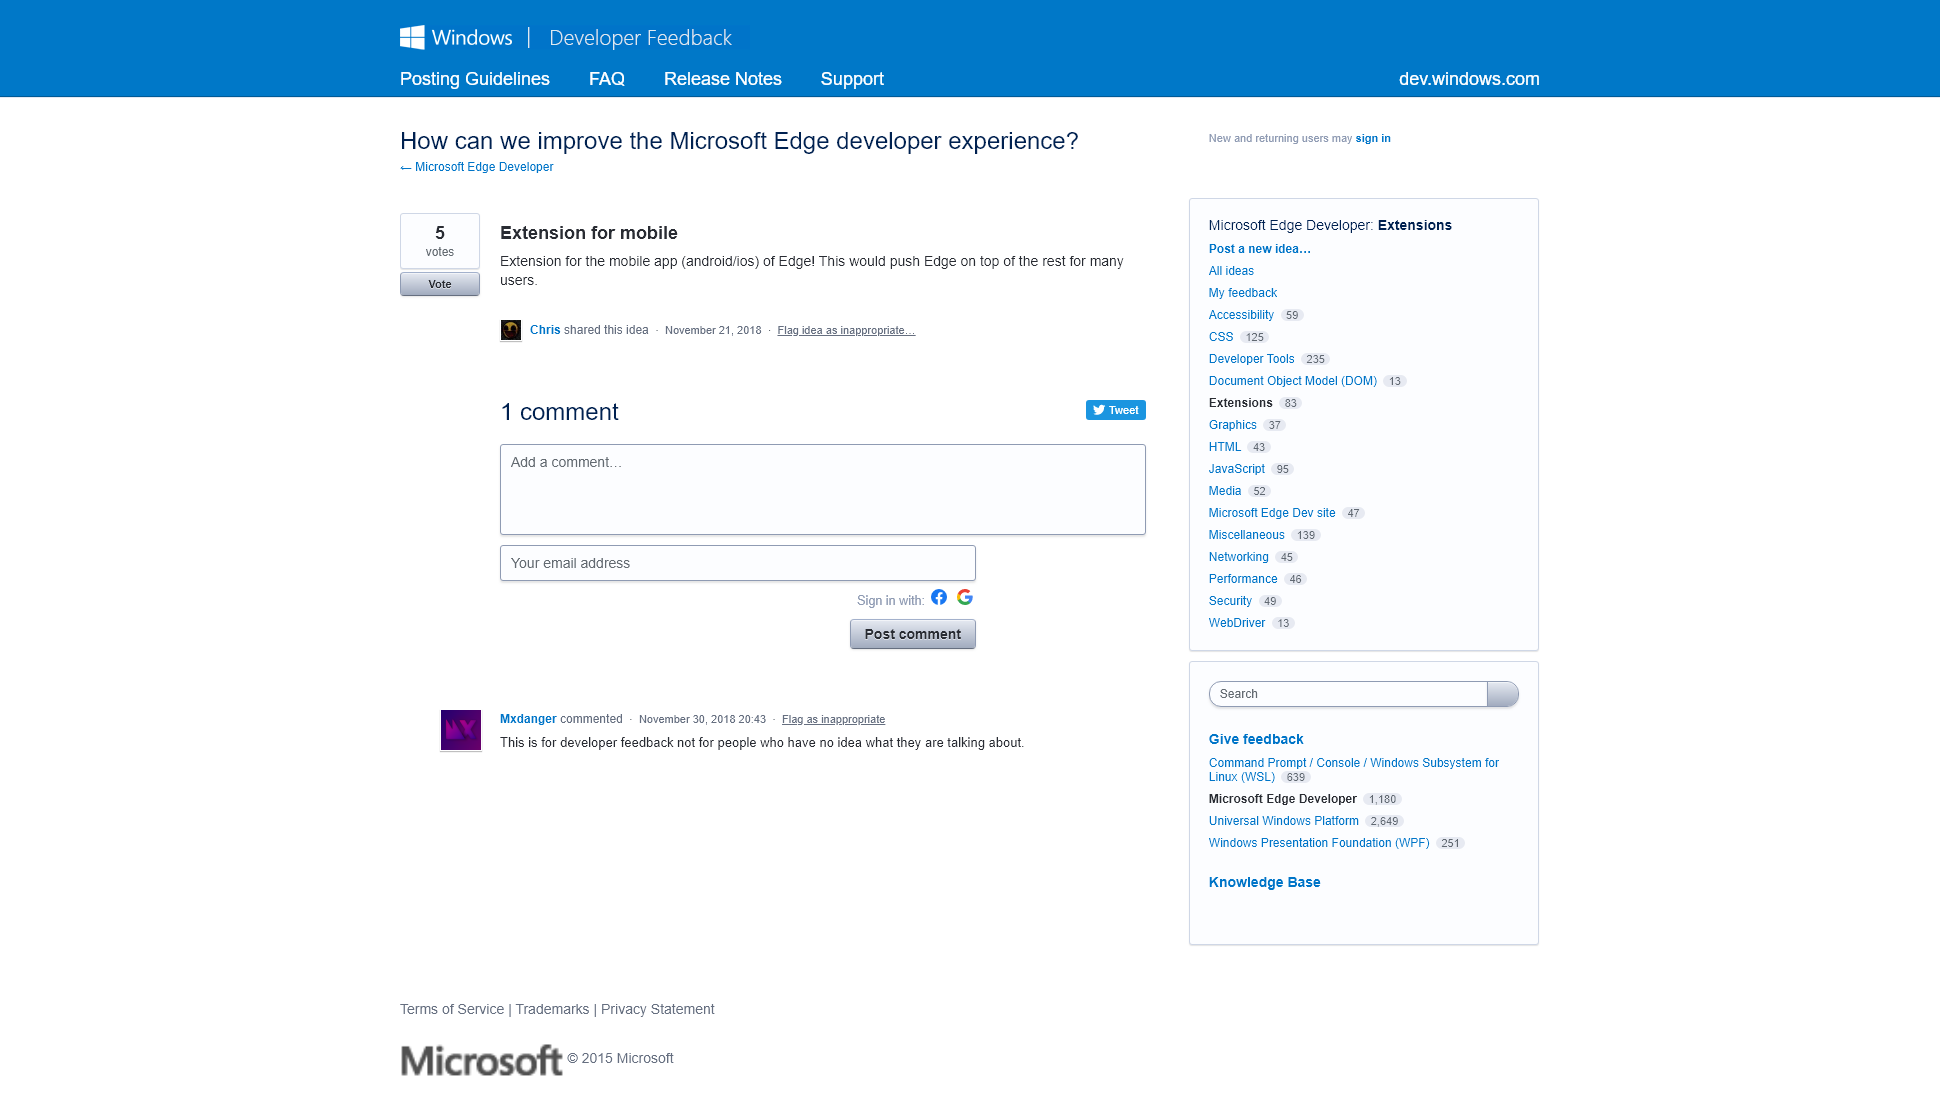 Windows | Developer Feedback
Posting Guidelines FAQ Release Notes Support dev.windows.com
How can we improve the Microsoft Edge developer experience?
← Microsoft Edge Developer
New and returning users may sign in
5
votes
Vote
Extension for mobile
Extension for the mobile app (android/ios) of Edge! This would push Edge on top of the rest for many
users.
Chris shared this idea · November 21, 2018 · Flag idea as inappropriate…
1 comment
Tweet
Add a comment…
Your email address
Sign in with:
Post comment
Mxdanger commented · November 30, 2018 20:43 · Flag as inappropriate
This is for developer feedback not for people who have no idea what they are talking about.
Microsoft Edge Developer: Extensions
Post a new idea…
All ideas
My feedback
Accessibility 59
CSS 125
Developer Tools 235
Document Object Model (DOM) 13
Extensions 83
Graphics 37
HTML 43
JavaScript 95
Media 52
Microsoft Edge Dev site 47
Miscellaneous 139
Networking 45
Performance 46
Security 49
WebDriver 13
Search
Give feedback
Command Prompt / Console / Windows Subsystem for
Linux (WSL) 639
Microsoft Edge Developer 1,180
Universal Windows Platform 2,649
Windows Presentation Foundation (WPF) 251
Knowledge Base
Terms of Service | Trademarks | Privacy Statement
Microsoft © 2015 Microsoft